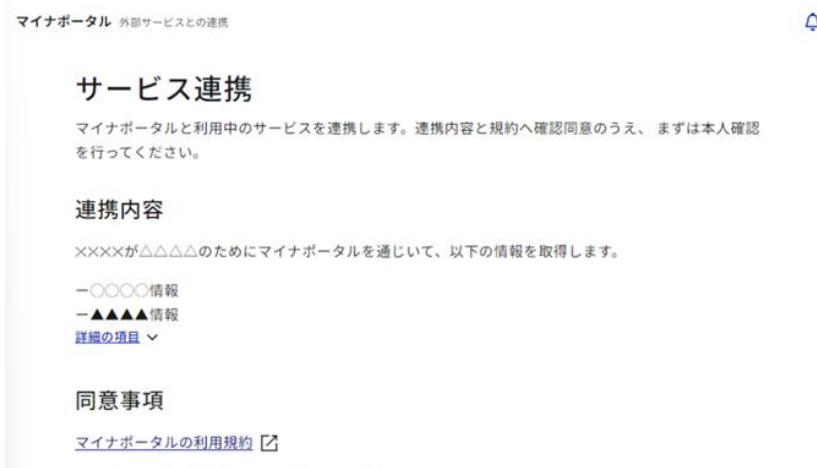 マイナポータル 外部サービスとの連携
サービス連携
マイナポータルと利用中のサービスを連携します。連携内容と規約へ確認同意のうえ、 まずは本人確認
を行ってください。
連携内容
××××が△△△△のためにマイナポータルを通じいて、以下の情報を取得します。
ー〇〇〇〇情報
ー▲▲▲▲情報
詳細の項目
同意事項
マイナポータルの利用規約